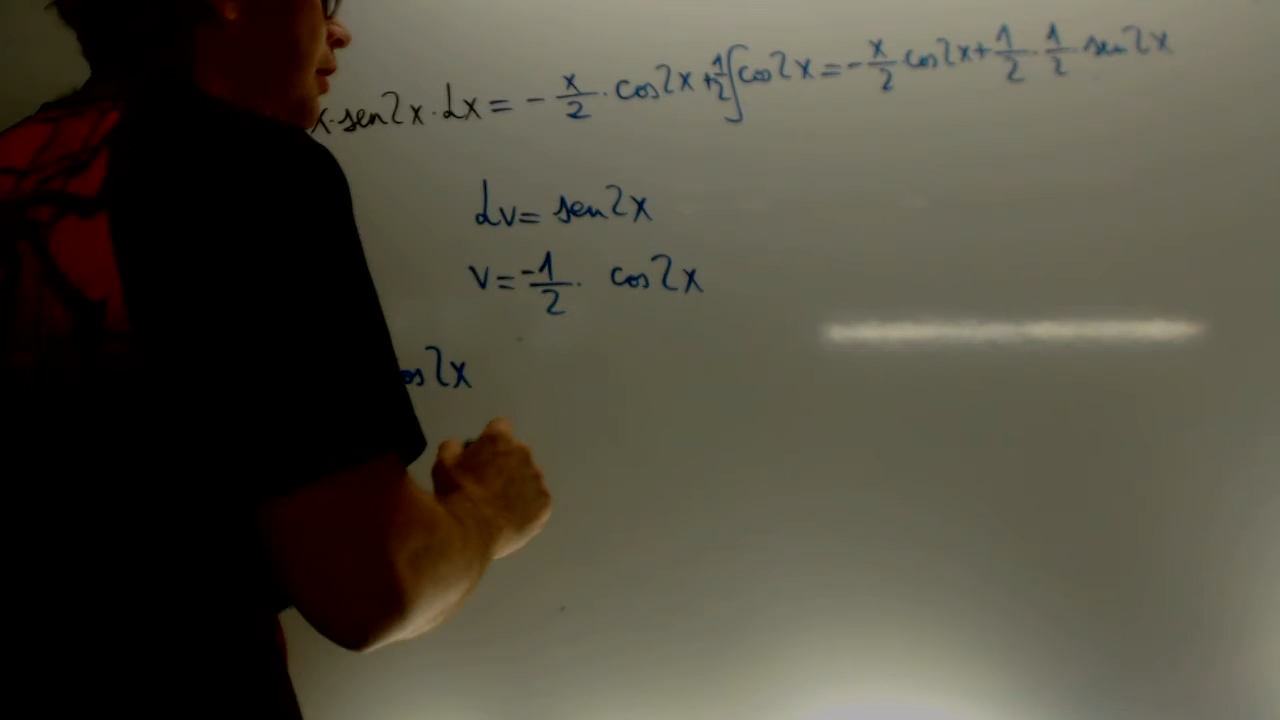 x·sen2x·dx = - x/2 · cos2x + 1/2 ∫cos2x = - x/2 cos2x + 1/2 · 1/2 sen2x
dv= sen2x
v= -1/2 · cos2x
os2x